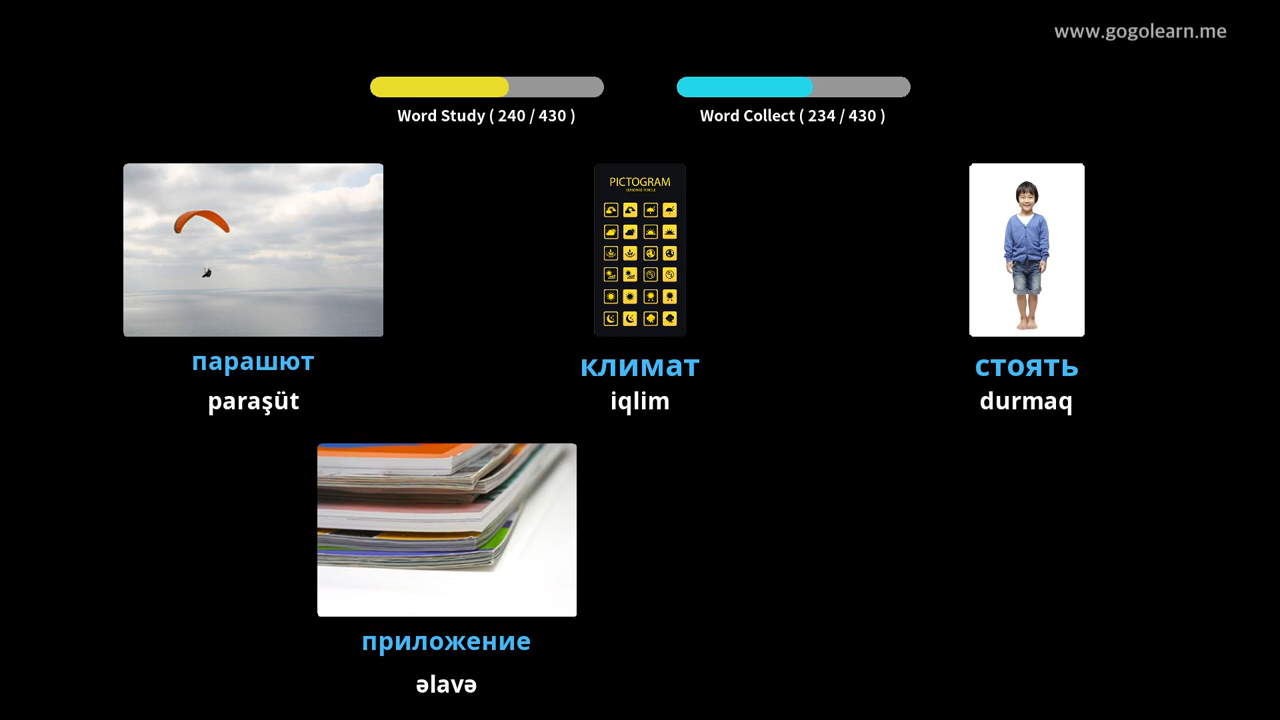 www.gogolearn.me
Word Study ( 240 / 430 )
Word Collect ( 234 / 430 )
PICTOGRAM
парашют
климат
стоять
paraşüt
iqlim
durmaq
приложение
əlavə